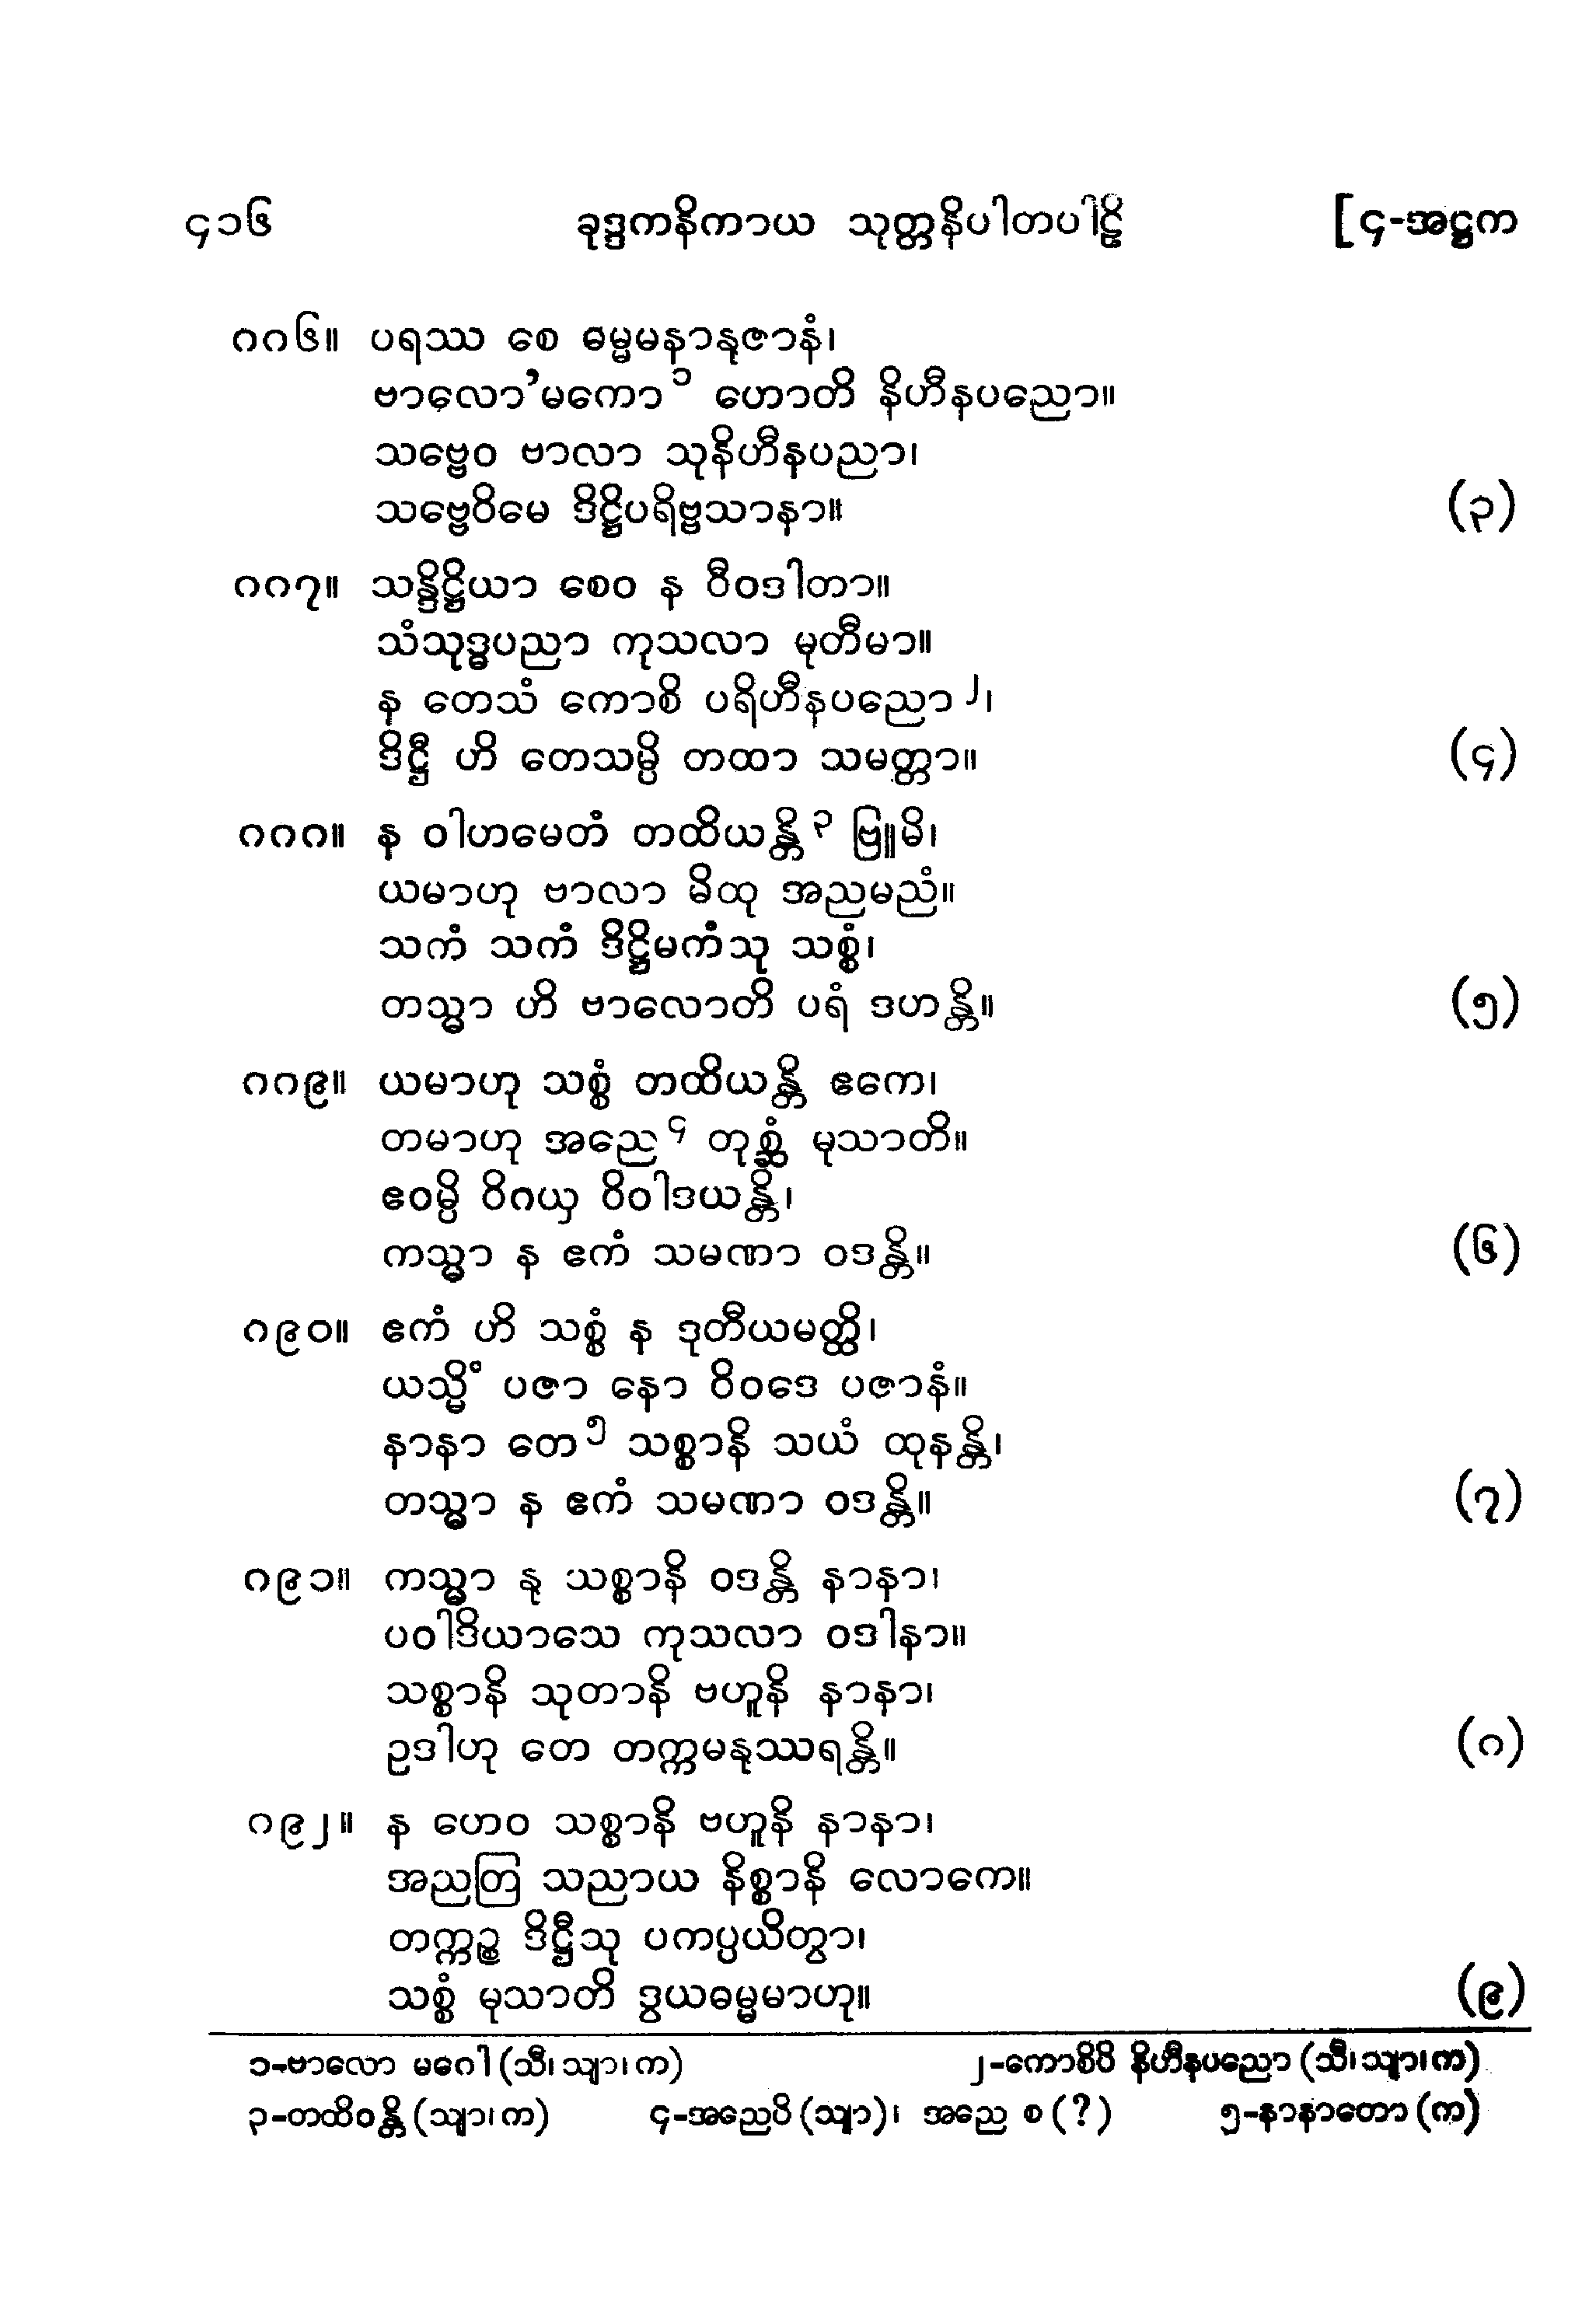 ၄၁၆ ခုဒ္ဒကနိကာယ သုတ္တနိပါတပါဠိ [၄-အဋ္ဌက
၈၈၆။ ပရဿ စေ ဓမ္မမနာနုဇာနံ၊
ဗာလော’မကော၁ ဟောတိ နိဟီနပညော။
သဗ္ဗေဝ ဗာလာ သုနိဟီနပညာ၊
သဗ္ဗေဝိမေ ဒိဋ္ဌိပရိဗ္ဗသာနာ။ (၃)
၈၈၇။ သန္ဒိဋ္ဌိယာ စေဝ န ဝီဝဒါတာ။
သံသုဒ္ဓပညာ ကုသလာ မုတီမာ။
န တေသံ ကောစိ ပရိဟီနပညော၂၊
ဒိဋ္ဌီ ဟိ တေသမ္ပိ တထာ သမတ္တာ။ (၄)
၈၈၈။ န ဝါဟမေတံ တထိယန္တိ၃ ဗြူမိ၊
ယမာဟု ဗာလာ မိထု အညမညံ။
သကံ သကံ ဒိဋ္ဌိမကံသု သစ္စံ၊
တသ္မာ ဟိ ဗာလောတိ ပရံ ဒဟန္တိ။ (၅)
၈၈၉။ ယမာဟု သစ္စံ တထိယန္တိ ဧကေ၊
တမာဟု အညေ၄ တုစ္ဆံ မုသာတိ။
ဧဝမ္ပိ ဝိဂယှ ဝိဝါဒယန္တိ၊
ကသ္မာ န ဧကံ သမဏာ ဝဒန္တိ။ (၆)
၈၉၀။ ဧကံ ဟိ သစ္စံ န ဒုတီယမတ္ထိ၊
ယသ္မိံ ပဇာ နော ဝိဝဒေ ပဇာနံ။
နာနာ တေ၅ သစ္စာနိ သယံ ထုနန္တိ၊
တသ္မာ န ဧကံ သမဏာ ဝဒန္တိ။ (၇)
၈၉၁။ ကသ္မာ နု သစ္စာနိ ဝဒန္တိ နာနာ၊
ပဝါဒိယာသေ ကုသလာ ဝဒါနာ။
သစ္စာနိ သုတာနိ ဗဟူနိ နာနာ၊
ဥဒါဟု တေ တက္ကမနုဿရန္တိ။ (၈)
၈၉၂။ န ဟေဝ သစ္စာနိ ဗဟူနိ နာနာ၊
အညတြ သညာယ နိစ္စာနိ လောကေ။
တက္ကဉ္စ ဒိဋ္ဌီသု ပကပ္ပယိတွာ၊
သစ္စံ မုသာတိ ဒွယဓမ္မမာဟု။ (၉)
၁-ဗာလော မဂေါ (သီ၊ သျာ၊ က) ၂-ကောစိပိ နိဟီနပညော (သီ၊ သျာ၊ က)
၃-တထိဝန္တိ (သျာ၊ က) ၄-အညေပိ (သျာ)၊ အညေ စ (?) ၅-နာနာတော (က)